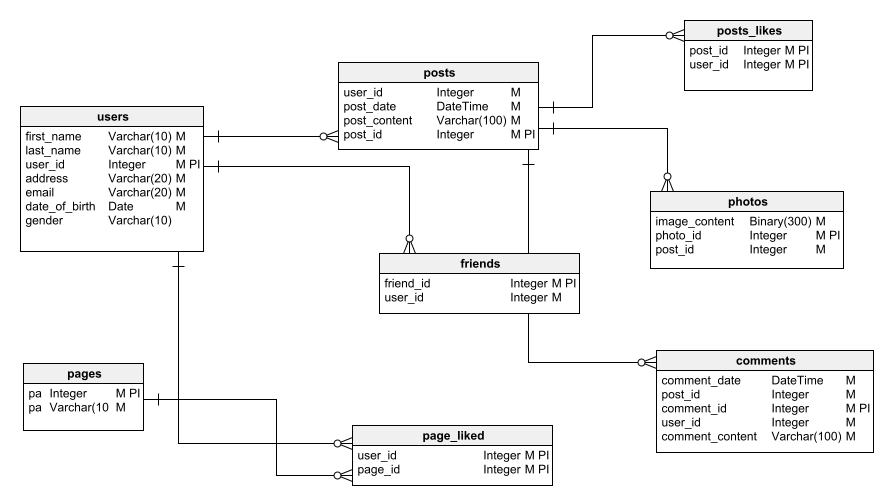 posts_likes
post_id Integer M PI
user_id Integer M PI
posts
user_id Integer M
post_date DateTime M
post_content Varchar(100) M
post_id Integer M PI
users
first_name Varchar(10) M
last_name Varchar(10) M
user_id Integer M PI
address Varchar(20) M
email Varchar(20) M
date_of_birth Date M
gender Varchar(10)
photos
image_content Binary(300) M
photo_id Integer M PI
post_id Integer M
friends
friend_id Integer M PI
user_id Integer M
pages
pa Integer M PI
pa Varchar(10 M
comments
comment_date DateTime M
post_id Integer M
comment_id Integer M PI
user_id Integer M
comment_content Varchar(100) M
page_liked
user_id Integer M PI
page_id Integer M PI